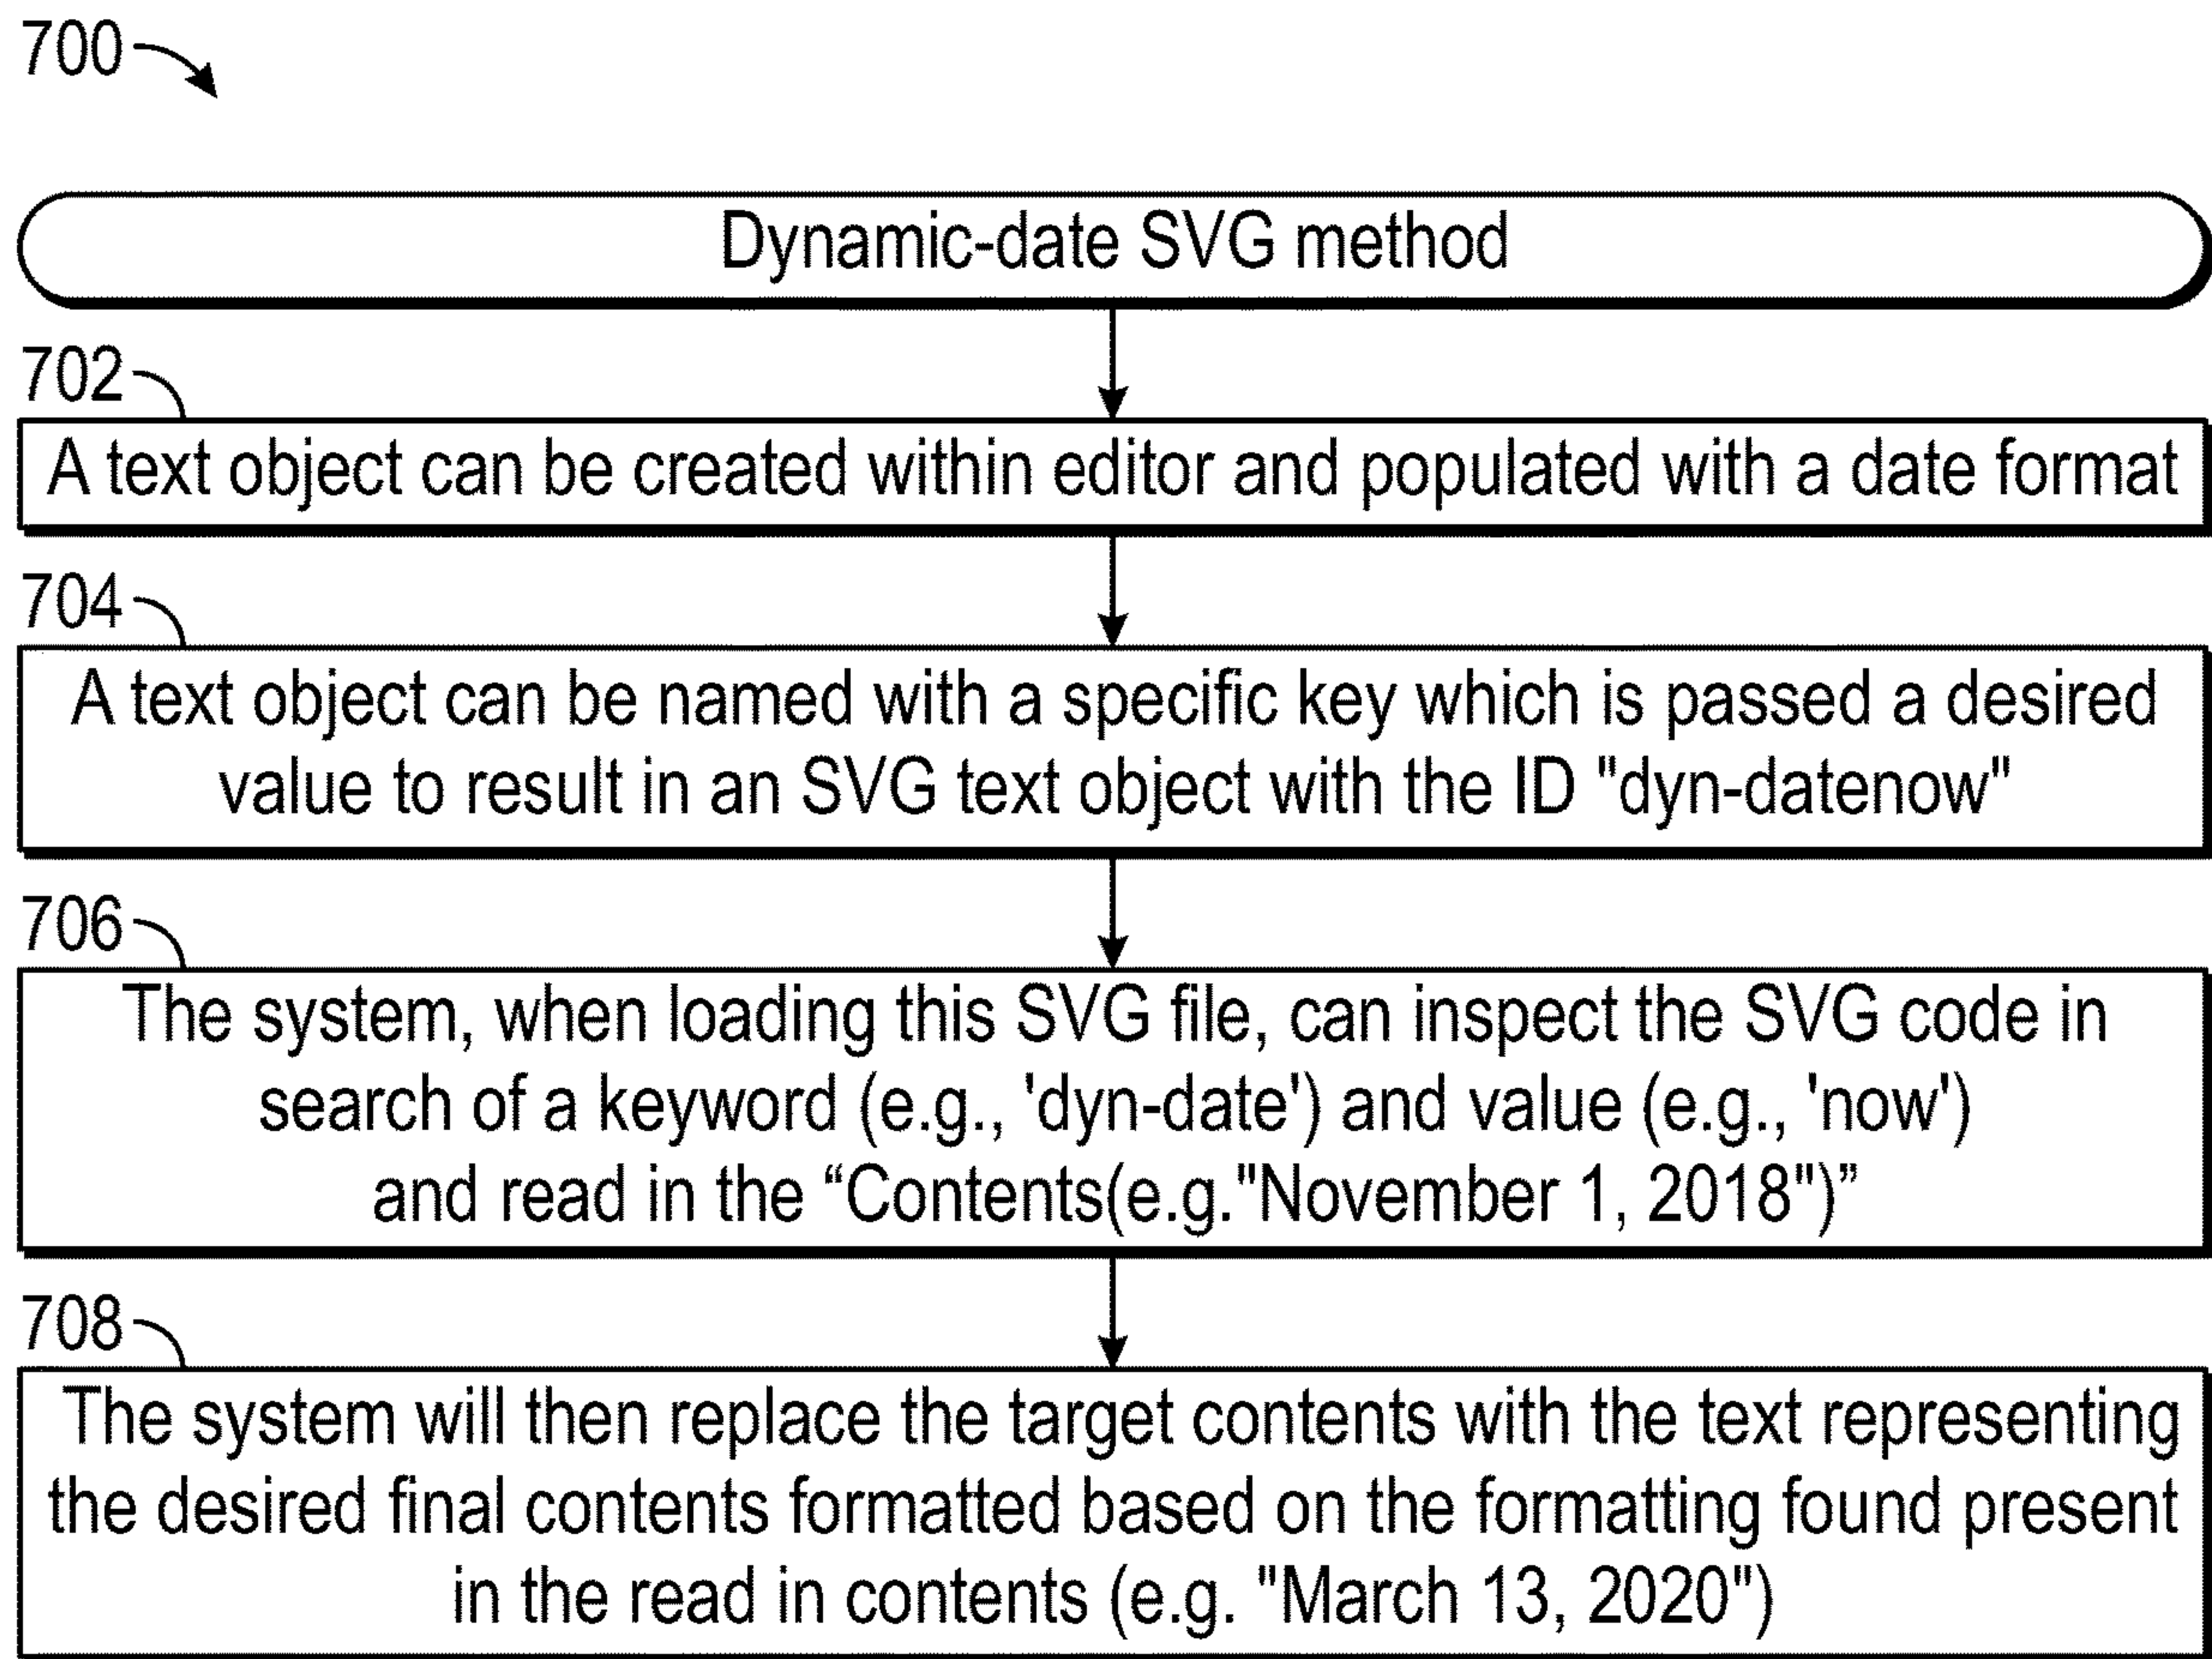 700
Dynamic-date SVG method
702
A text object can be created within editor and populated with a date format
704
A text object can be named with a specific key which is passed a desired
value to result in an SVG text object with the ID "dyn-datenow"
706
The system, when loading this SVG file, can inspect the SVG code in
search of a keyword (e.g., 'dyn-date') and value (e.g., 'now')
and read in the “Contents(e.g."November 1, 2018")”
708
The system will then replace the target contents with the text representing
the desired final contents formatted based on the formatting found present
in the read in contents (e.g. "March 13, 2020")